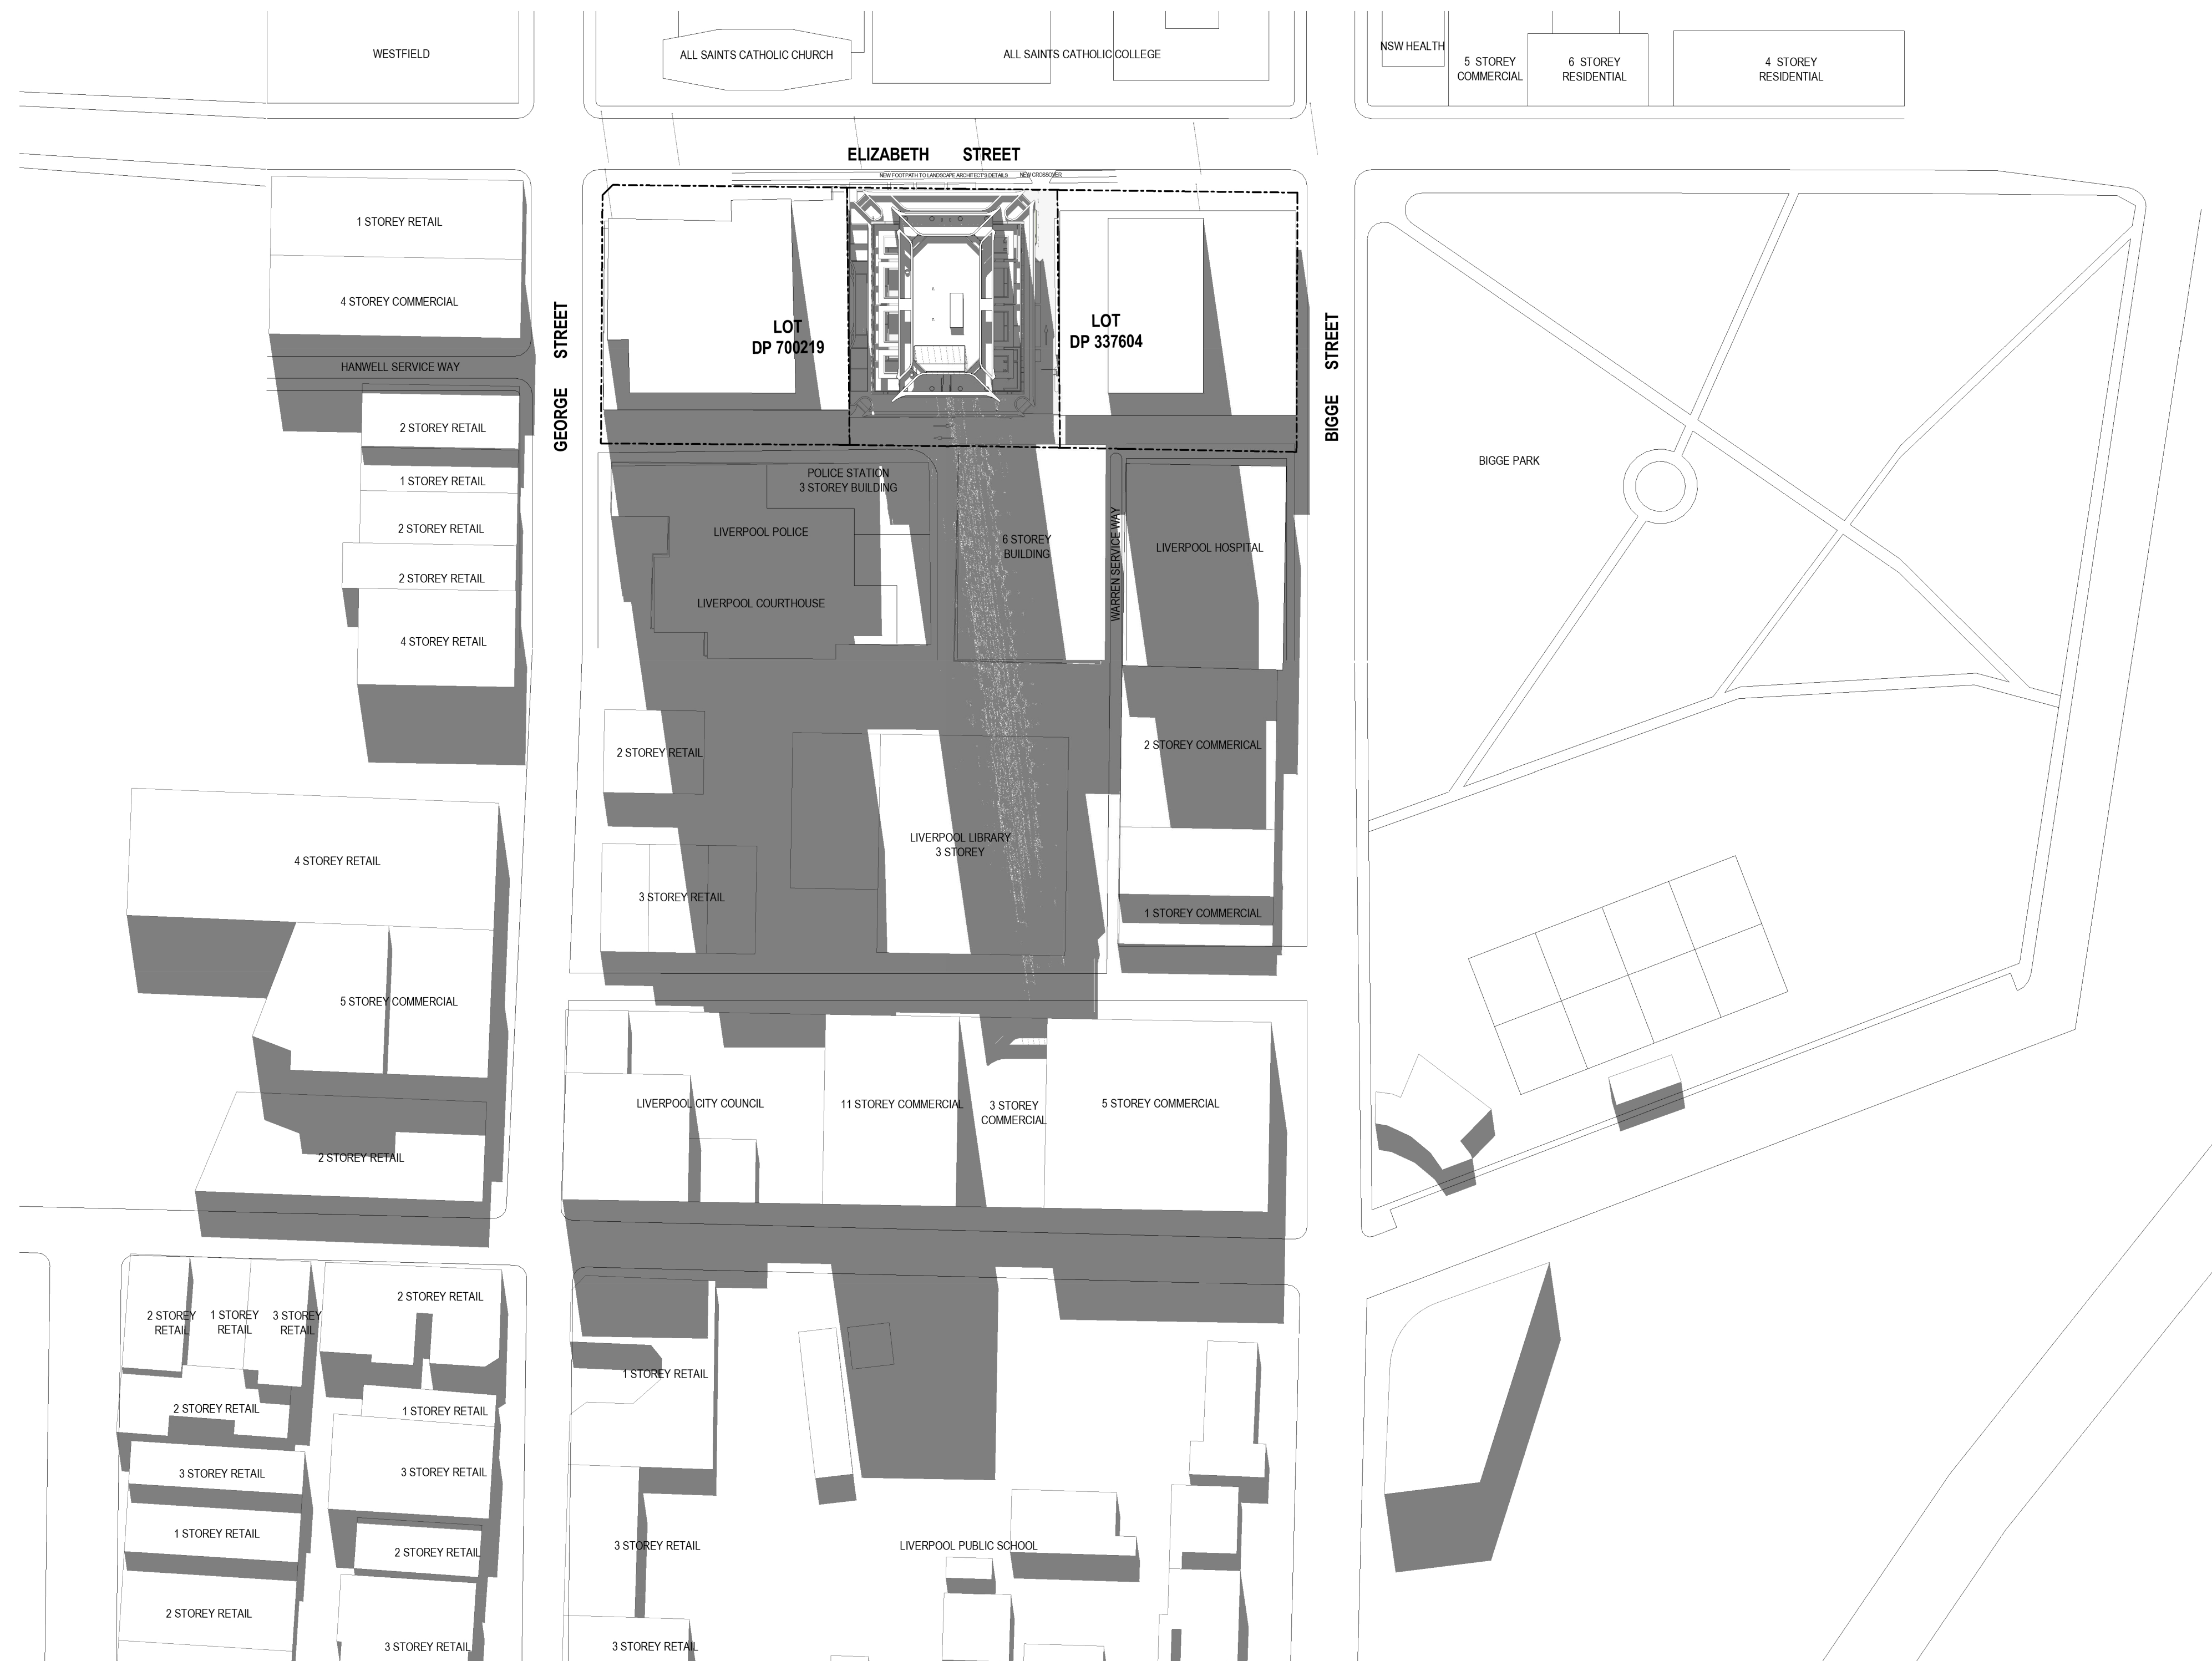 WESTFIELD
ALL SAINTS CATHOLIC CHURCH
ALL SAINTS CATHOLIC COLLEGE
NSW HEALTH
5 STOREY
COMMERCIAL
6 STOREY
RESIDENTIAL
4 STOREY
RESIDENTIAL
ELIZABETH STREET
NEW FOOTPATH TO LANDSCAPE ARCHITECT'S DETAILS
NEW CROSSOVER
1 STOREY RETAIL
4 STOREY COMMERCIAL
HANWELL SERVICE WAY
GEORGE STREET
LOT
DP 700219
LOT
DP 337604
BIGGE STREET
2 STOREY RETAIL
1 STOREY RETAIL
2 STOREY RETAIL
2 STOREY RETAIL
4 STOREY RETAIL
POLICE STATION
3 STOREY BUILDING
LIVERPOOL POLICE
LIVERPOOL COURTHOUSE
6 STOREY
BUILDING
WARREN SERVICE WAY
LIVERPOOL HOSPITAL
BIGGE PARK
2 STOREY RETAIL
2 STOREY COMMERICAL
4 STOREY RETAIL
LIVERPOOL LIBRARY
3 STOREY
3 STOREY RETAIL
1 STOREY COMMERCIAL
5 STOREY COMMERCIAL
LIVERPOOL CITY COUNCIL
11 STOREY COMMERCIAL
3 STOREY
COMMERCIAL
5 STOREY COMMERCIAL
2 STOREY RETAIL
2 STOREY
RETAIL
1 STOREY
RETAIL
3 STOREY
RETAIL
2 STOREY RETAIL
1 STOREY RETAIL
2 STOREY RETAIL
1 STOREY RETAIL
3 STOREY RETAIL
3 STOREY RETAIL
1 STOREY RETAIL
2 STOREY RETAIL
3 STOREY RETAIL
LIVERPOOL PUBLIC SCHOOL
2 STOREY RETAIL
3 STOREY RETAIL
3 STOREY RETAIL